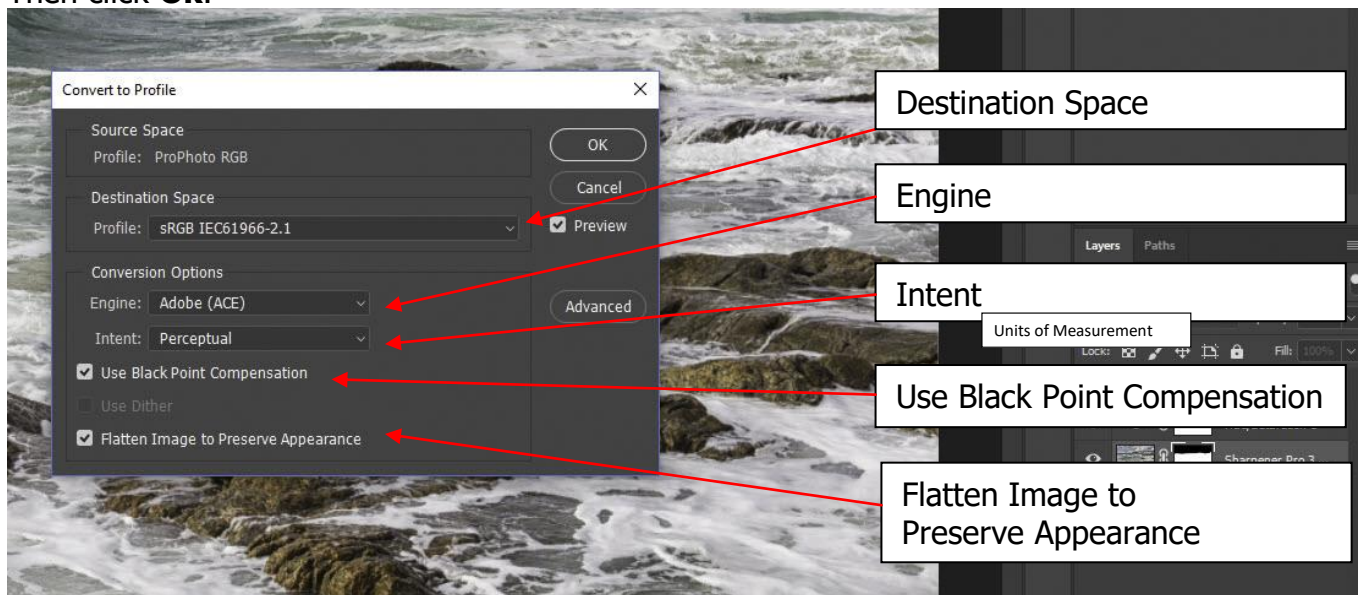 Then click OK.
Convert to Profile
Source Space
Profile: ProPhoto RGB
OK
Destination Space
Cancel
Profile: sRGB IEC61966-2.1
Preview
Conversion Options
Engine: Adobe (ACE)
Advanced
Intent: Perceptual
Use Black Point Compensation
Use Dither
Flatten Image to Preserve Appearance
Destination Space
Engine
Layers Paths
Intent
Units of Measurement
Lock: Fill: 100%
Use Black Point Compensation
Sharpener Pro 3
Flatten Image to
Preserve Appearance